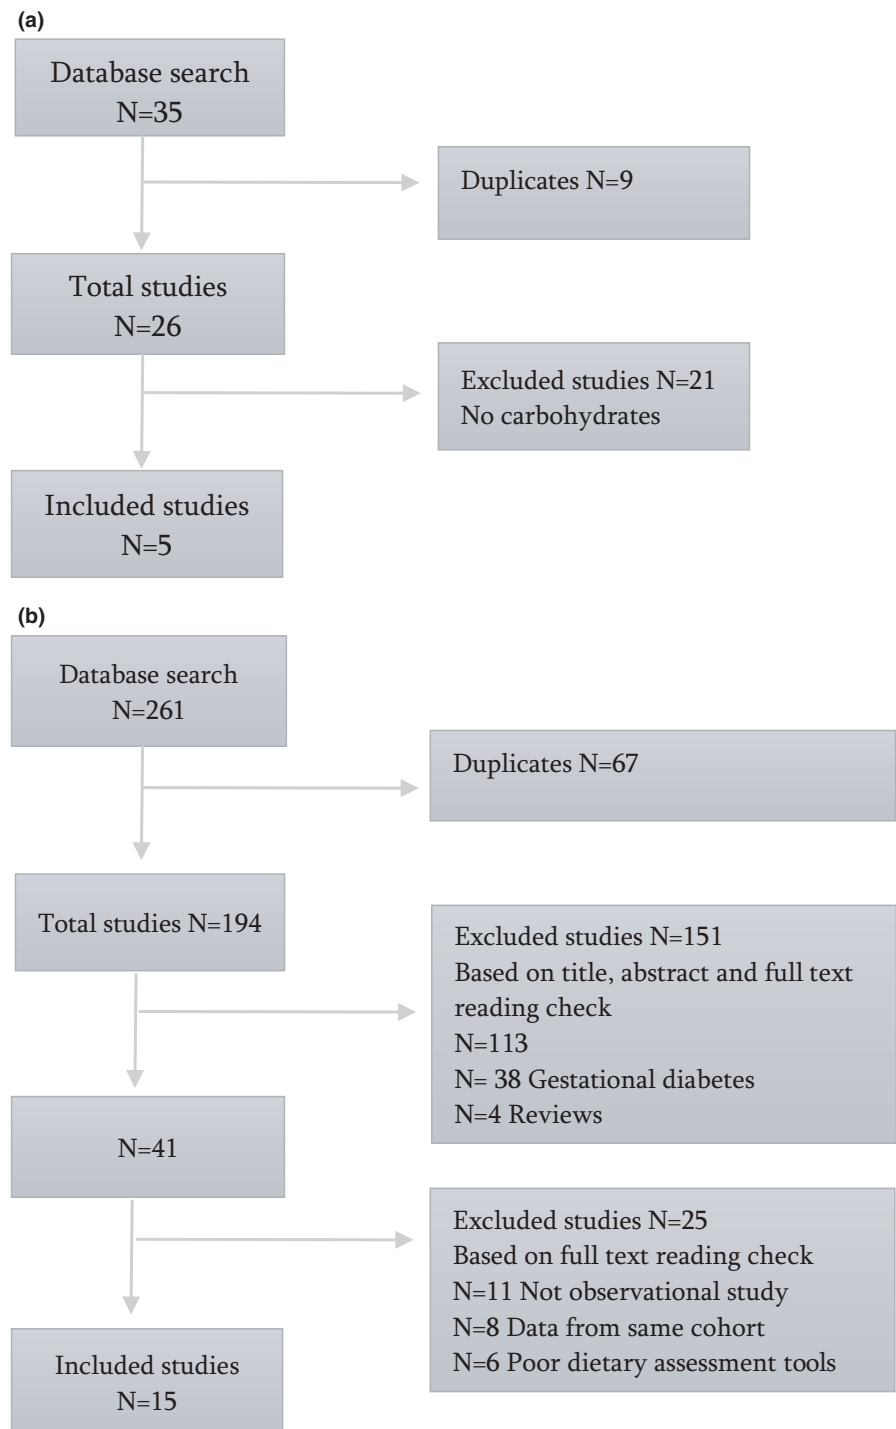 (a)
Database search
N=35
Duplicates N=9
Total studies
N=26
Excluded studies N=21
No carbohydrates
Included studies
N=5
(b)
Database search
N=261
Duplicates N=67
Total studies N=194
Excluded studies N=151
Based on title, abstract and full text
reading check
N=113
N= 38 Gestational diabetes
N=4 Reviews
N=41
Excluded studies N=25
Based on full text reading check
N=11 Not observational study
N=8 Data from same cohort
N=6 Poor dietary assessment tools
Included studies
N=15